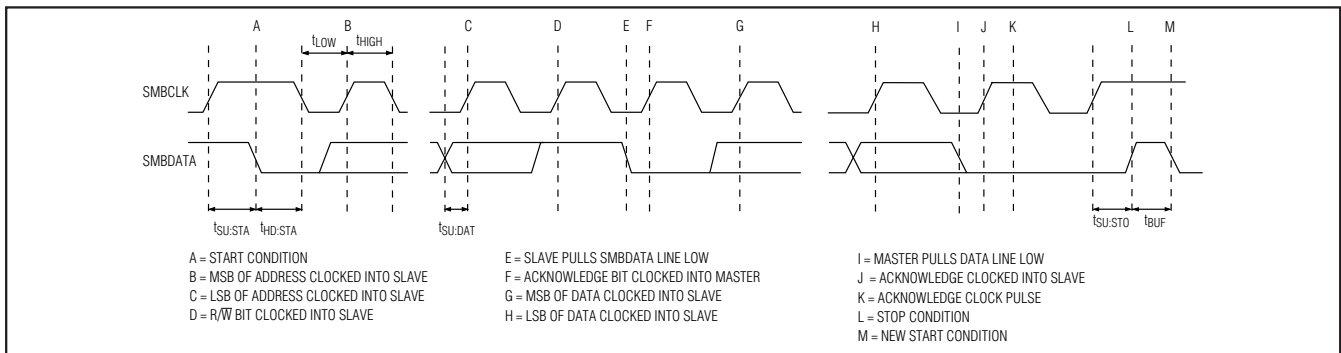 A B C D E F G H I J K L M
tLOW tHIGH
SMBCLK
SMBDATA
tSU:STA tHD:STA tSU:DAT tSU:STO tBUF
A = START CONDITION
B = MSB OF ADDRESS CLOCKED INTO SLAVE
C = LSB OF ADDRESS CLOCKED INTO SLAVE
D = R/W̅ BIT CLOCKED INTO SLAVE
E = SLAVE PULLS SMBDATA LINE LOW
F = ACKNOWLEDGE BIT CLOCKED INTO MASTER
G = MSB OF DATA CLOCKED INTO SLAVE
H = LSB OF DATA CLOCKED INTO SLAVE
I = MASTER PULLS DATA LINE LOW
J = ACKNOWLEDGE CLOCKED INTO SLAVE
K = ACKNOWLEDGE CLOCK PULSE
L = STOP CONDITION
M = NEW START CONDITION